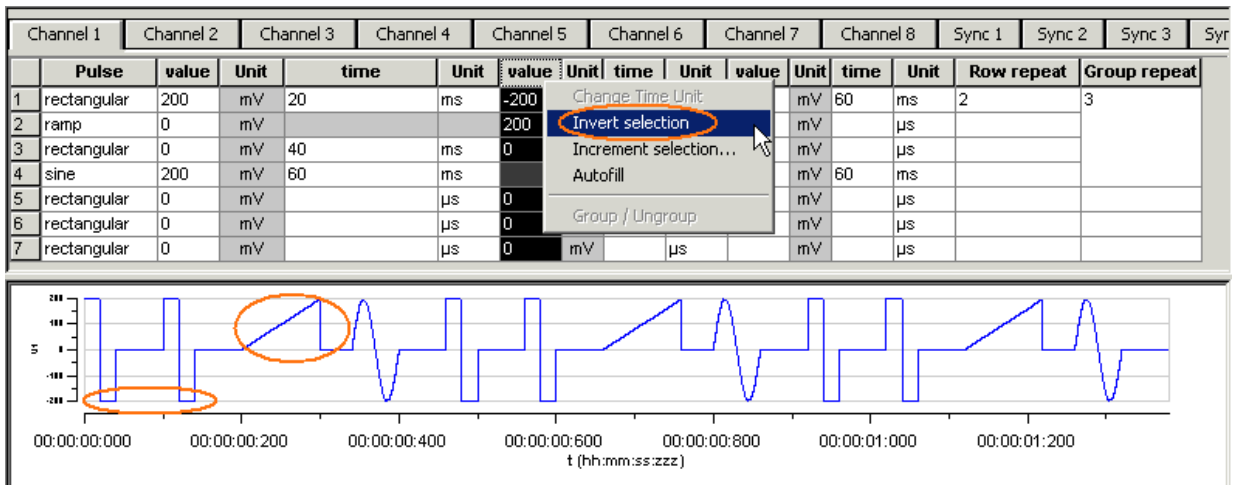 Channel 1 Channel 2 Channel 3 Channel 4 Channel 5 Channel 6 Channel 7 Channel 8 Sync 1 Sync 2 Sync 3 Syr
Pulse value Unit time Unit value Unit time Unit value Unit time Unit Row repeat Group repeat
1 rectangular 200 mV 20 ms -200 Change Time Unit mV 60 ms 2 3
2 ramp 0 mV 200 Invert selection mV µs
3 rectangular 0 mV 40 ms 0 Increment selection... mV µs
4 sine 200 mV 60 ms Autofill mV 60 ms
5 rectangular 0 mV µs 0 mV µs
6 rectangular 0 mV µs 0 Group / Ungroup mV µs
7 rectangular 0 mV µs 0 mV µs mV µs
200
100
0
-100
-200
00:00:00:000 00:00:00:200 00:00:00:400 00:00:00:600 00:00:00:800 00:00:01:000 00:00:01:200
t (hh:mm:ss:zzz)